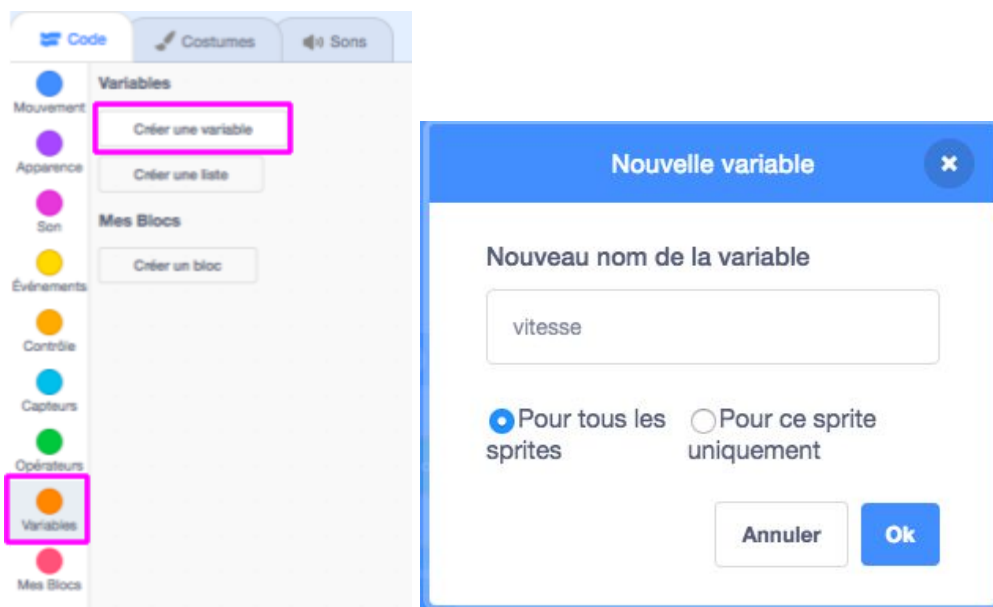 Code
Costumes
Sons
Mouvement
Apparence
Son
Événements
Contrôle
Capteurs
Opérateurs
Variables
Mes Blocs
Variables
Créer une variable
Créer une liste
Mes Blocs
Créer un bloc
Nouvelle variable
Nouveau nom de la variable
vitesse
Pour tous les
sprites
Pour ce sprite
uniquement
Annuler
Ok